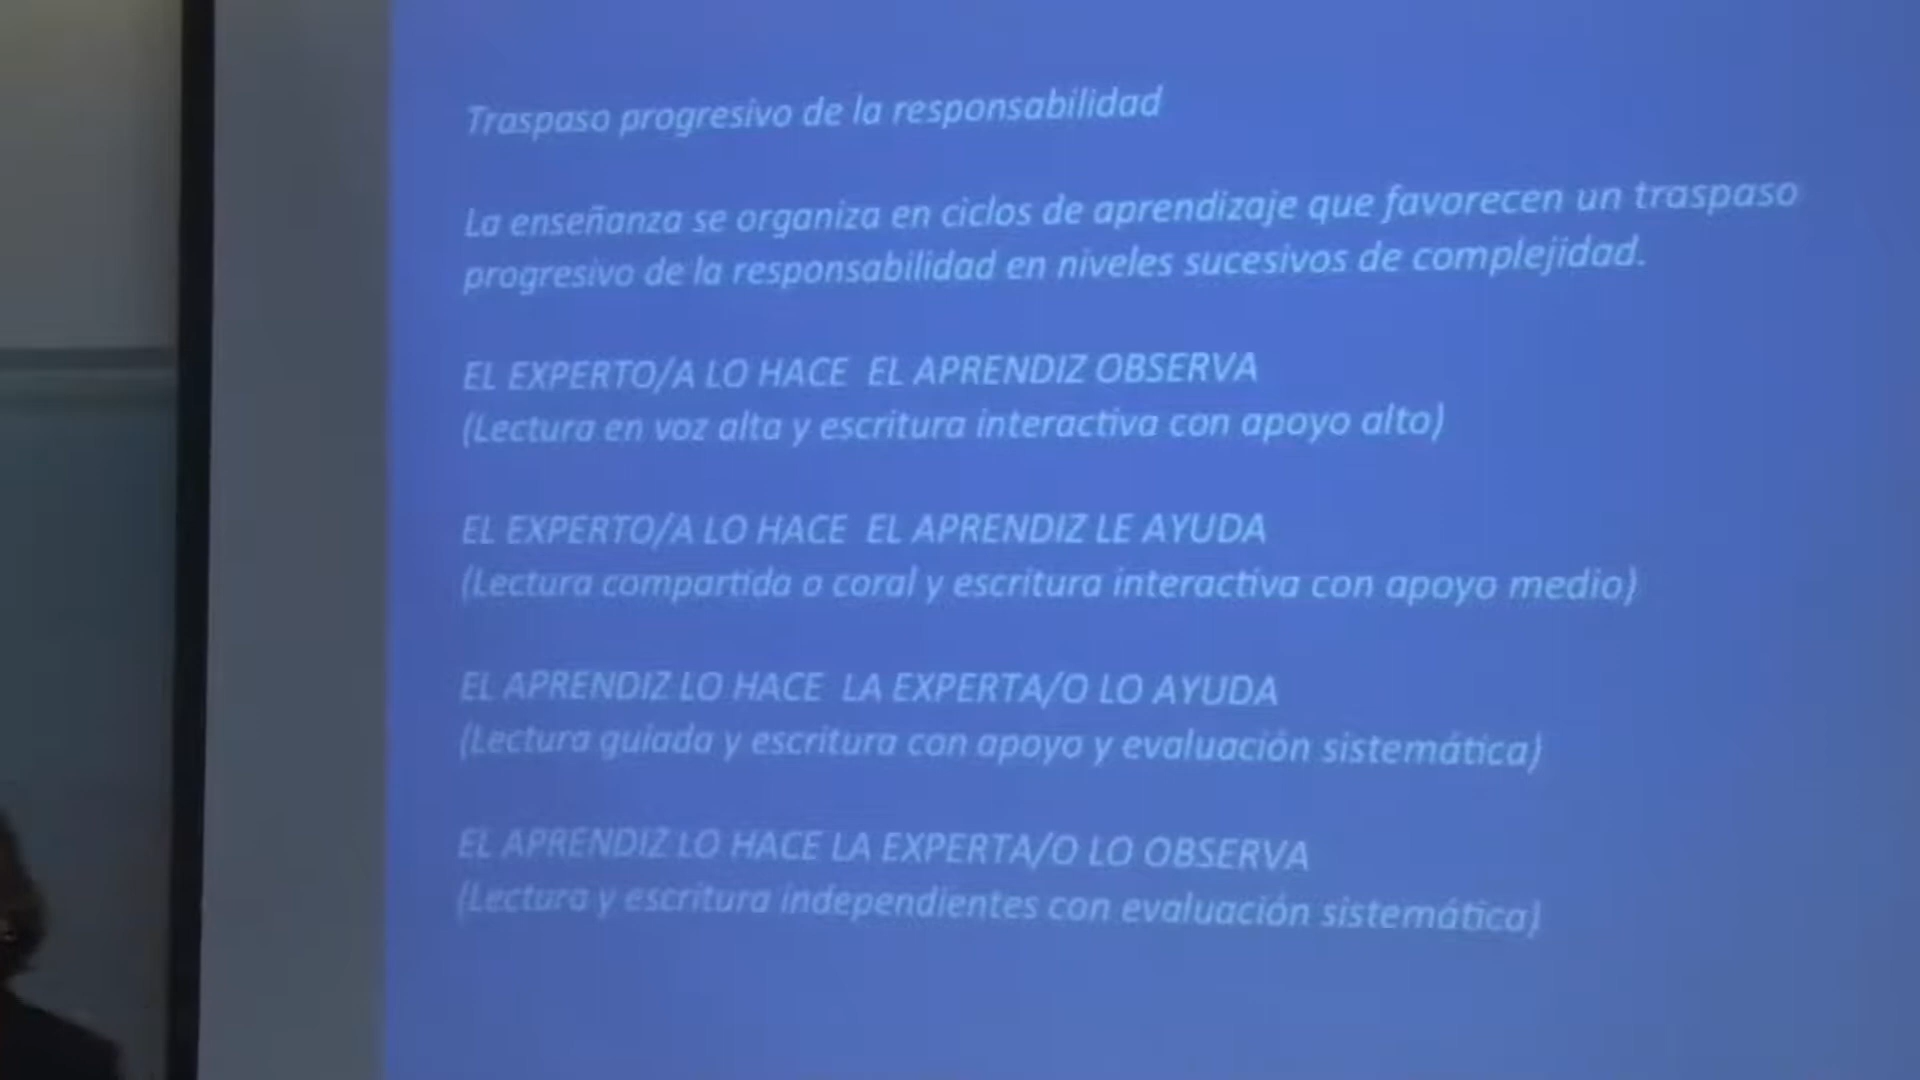 Traspaso progresivo de la responsabilidad
La enseñanza se organiza en ciclos de aprendizaje que favorecen un traspaso
progresivo de la responsabilidad en niveles sucesivos de complejidad.
EL EXPERTO/A LO HACE EL APRENDIZ OBSERVA
(Lectura en voz alta y escritura interactiva con apoyo alto)
EL EXPERTO/A LO HACE EL APRENDIZ LE AYUDA
(Lectura compartida o coral y escritura interactiva con apoyo medio)
EL APRENDIZ LO HACE LA EXPERTA/O LO AYUDA
(Lectura guiada y escritura con apoyo y evaluación sistemática)
EL APRENDIZ LO HACE LA EXPERTA/O LO OBSERVA
(Lectura y escritura independientes con evaluación sistemática)